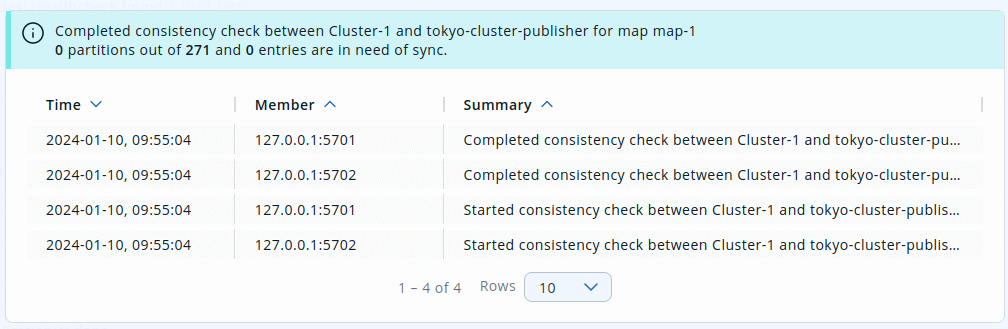 Completed consistency check between Cluster-1 and tokyo-cluster-publisher for map map-1
0 partitions out of 271 and 0 entries are in need of sync.
Time Member Summary
2024-01-10, 09:55:04 127.0.0.1:5701 Completed consistency check between Cluster-1 and tokyo-cluster-pu...
2024-01-10, 09:55:04 127.0.0.1:5702 Completed consistency check between Cluster-1 and tokyo-cluster-pu...
2024-01-10, 09:55:04 127.0.0.1:5701 Started consistency check between Cluster-1 and tokyo-cluster-publis...
2024-01-10, 09:55:04 127.0.0.1:5702 Started consistency check between Cluster-1 and tokyo-cluster-publis...
1 – 4 of 4 Rows 10